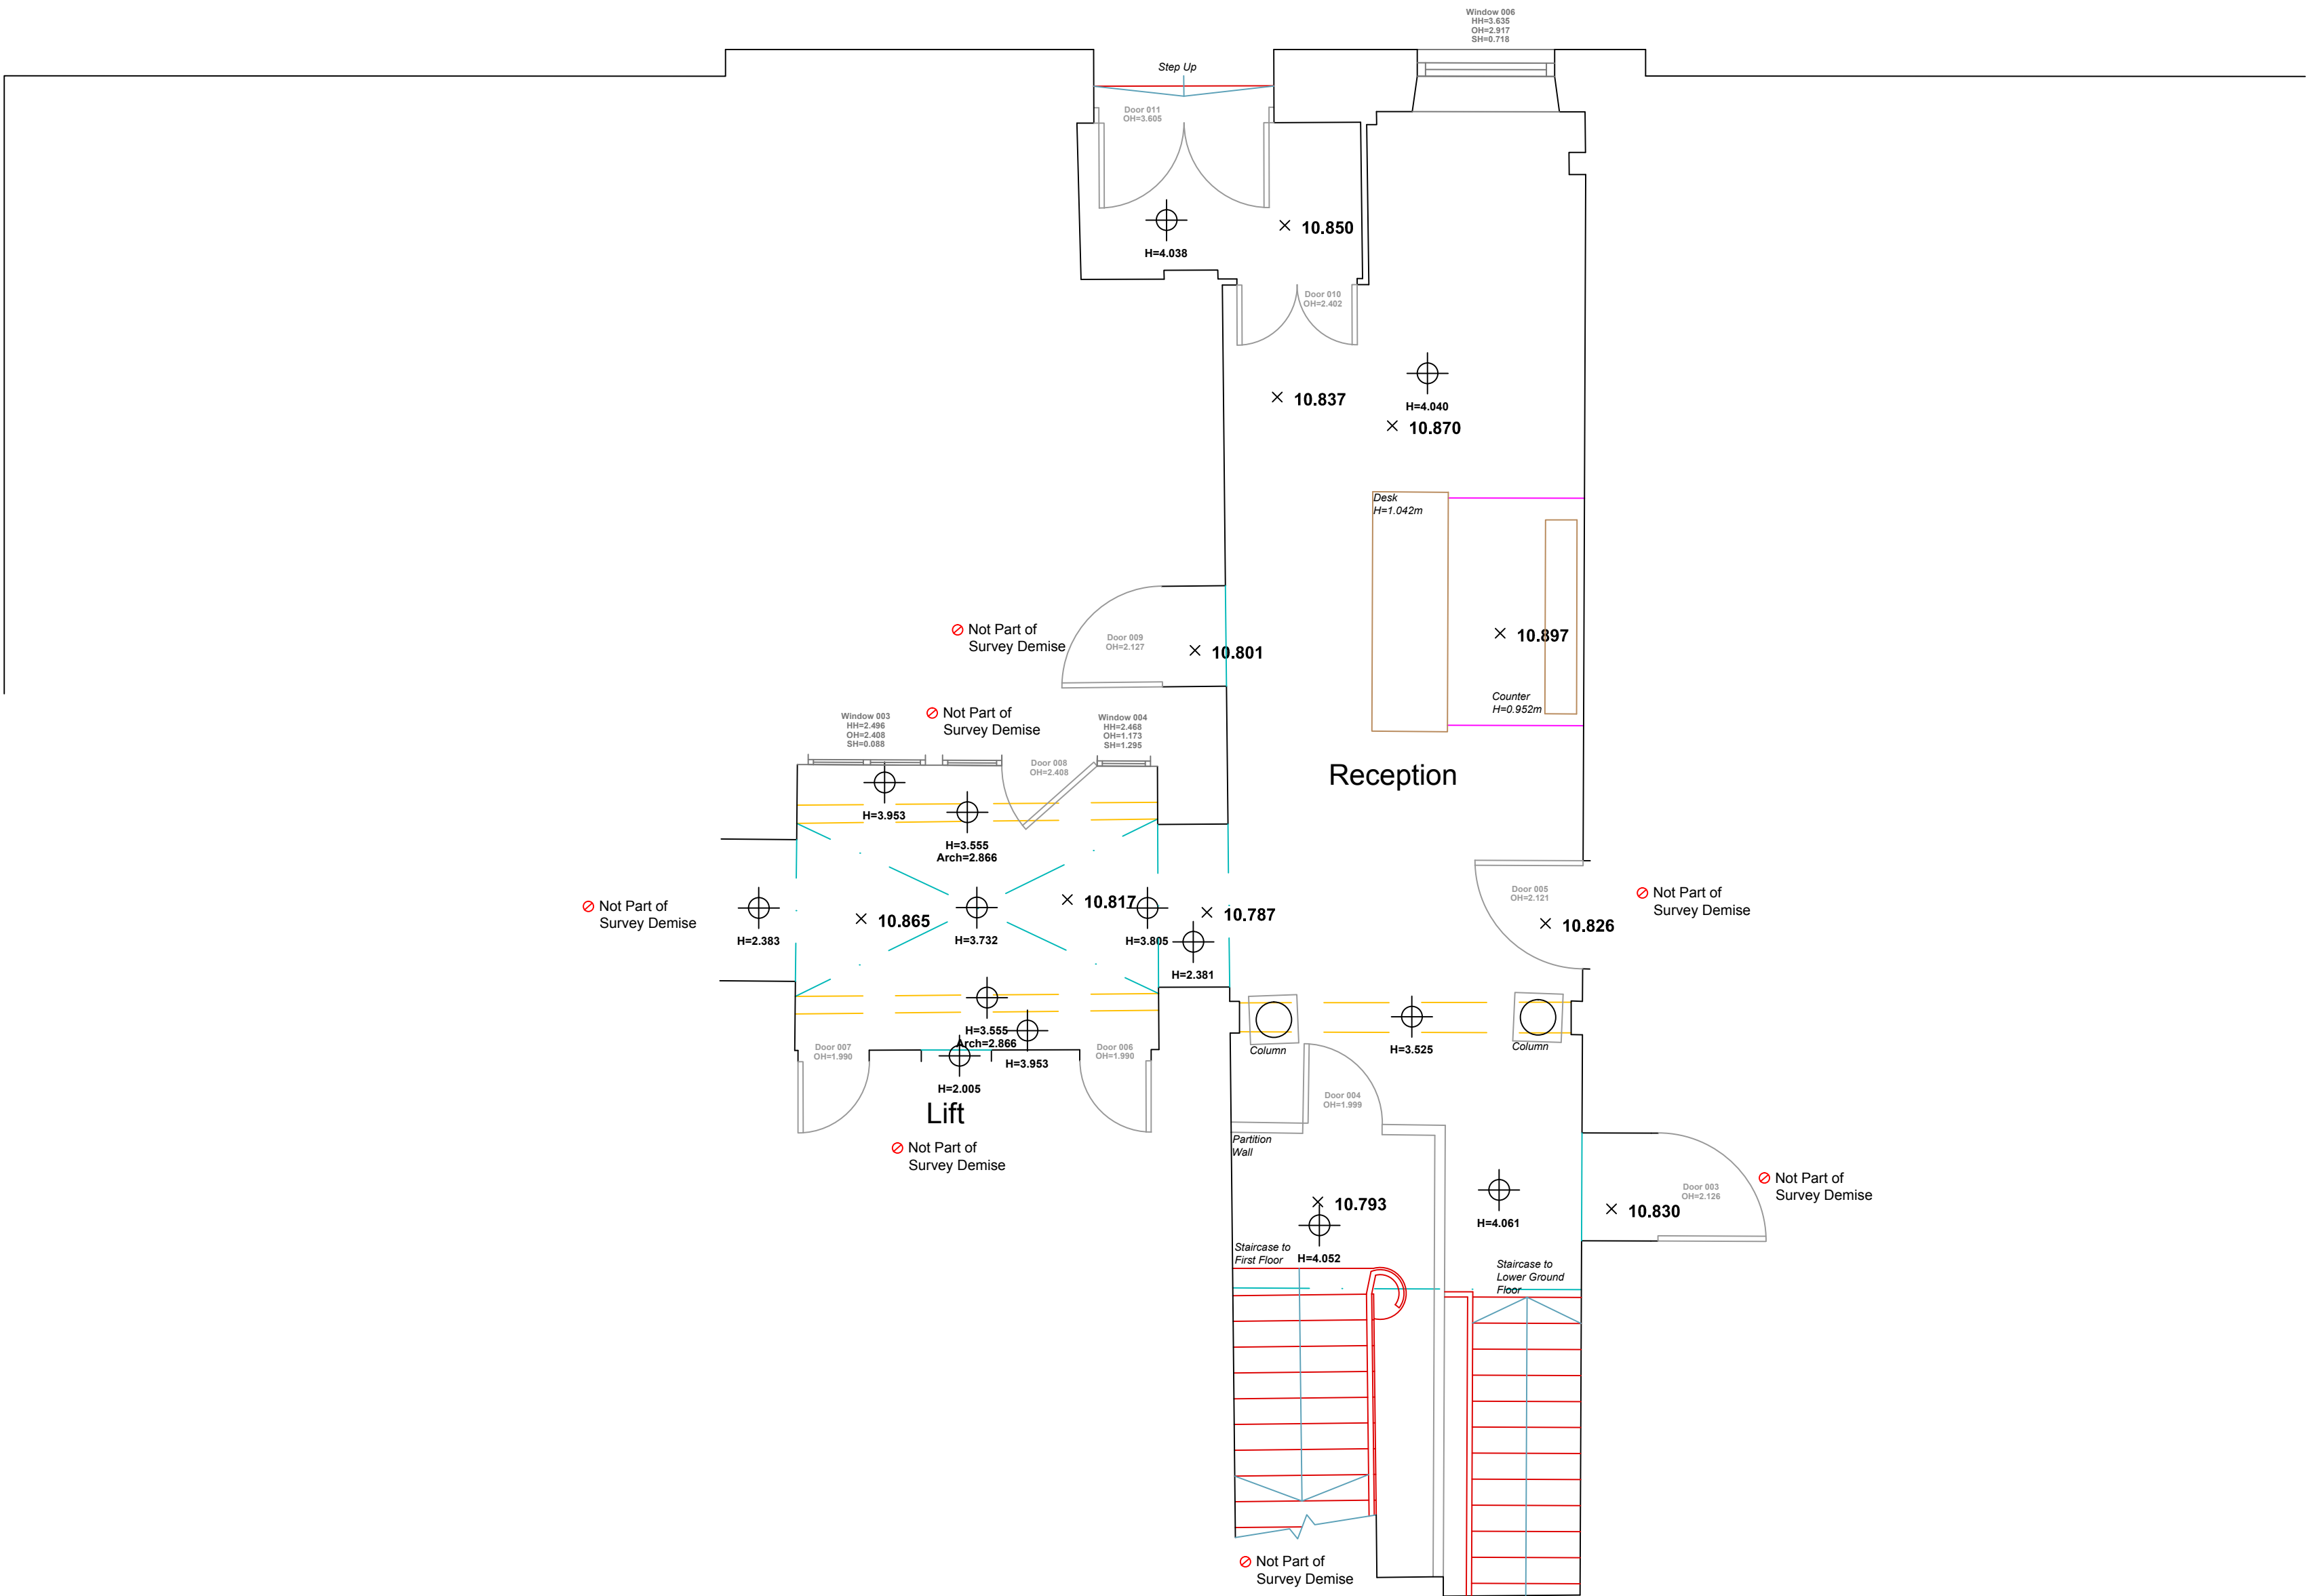 Window 006
HH=3.635
OH=2.917
SH=0.718
Step Up
Door 011
OH=3.605
10.850
H=4.038
Door 010
OH=2.402
10.837
H=4.040
10.870
Desk
H=1.042m
10.897
Counter
H=0.952m
Not Part of
Survey Demise
Door 009
OH=2.127
10.801
Window 003
HH=2.496
OH=2.408
SH=0.088
Not Part of
Survey Demise
Window 004
HH=2.468
OH=1.173
SH=1.295
Door 008
OH=2.408
Reception
H=3.953
H=3.555
Arch=2.866
Not Part of
Survey Demise
H=2.383
10.865
H=3.732
10.817
H=3.805
10.787
H=2.381
Door 005
OH=2.121
10.826
Not Part of
Survey Demise
H=3.555
Arch=2.866
H=3.953
Door 007
OH=1.990
Door 006
OH=1.990
H=2.005
Lift
Not Part of
Survey Demise
Column
H=3.525
Column
Door 004
OH=1.999
Partition
Wall
10.793
H=4.052
H=4.061
10.830
Door 003
OH=2.126
Not Part of
Survey Demise
Staircase to
First Floor
Staircase to
Lower Ground
Floor
Not Part of
Survey Demise